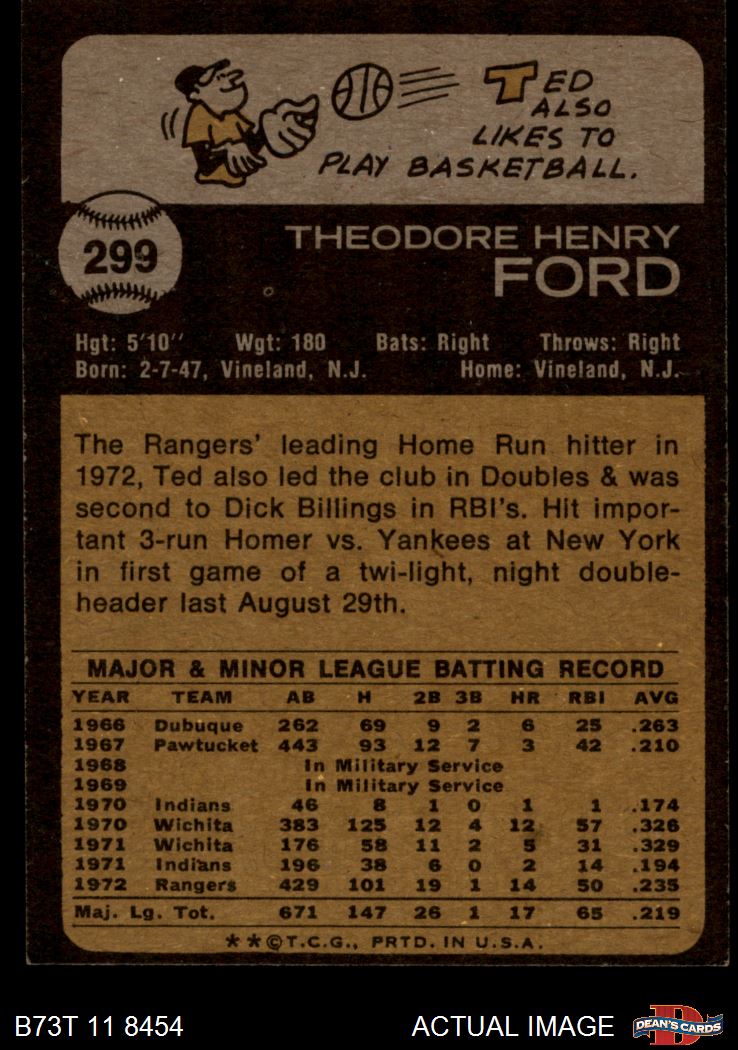 TED
ALSO
LIKES TO
PLAY BASKETBALL.
299
THEODORE HENRY
FORD
Hgt: 5'10" Wgt: 180 Bats: Right Throws: Right
Born: 2-7-47, Vineland, N.J. Home: Vineland, N.J.
The Rangers' leading Home Run hitter in
1972, Ted also led the club in Doubles & was
second to Dick Billings in RBI's. Hit impor-
tant 3-run Homer vs. Yankees at New York
in first game of a twi-light, night double-
header last August 29th.
MAJOR & MINOR LEAGUE BATTING RECORD
YEAR TEAM AB H 2B 3B HR RBI AVG
1966 Dubuque 262 69 9 2 6 25 .263
1967 Pawtucket 443 93 12 7 3 42 .210
1968 In Military Service
1969 In Military Service
1970 Indians 46 8 1 0 1 1 .174
1970 Wichita 383 125 12 4 12 57 .326
1971 Wichita 176 58 11 2 5 31 .329
1971 Indians 196 38 6 0 2 14 .194
1972 Rangers 429 101 19 1 14 50 .235
Maj. Lg. Tot. 671 147 26 1 17 65 .219
**©T.C.G., PRTD. IN U.S.A.
B73T 11 8454 ACTUAL IMAGE
D
DEAN'S CARDS